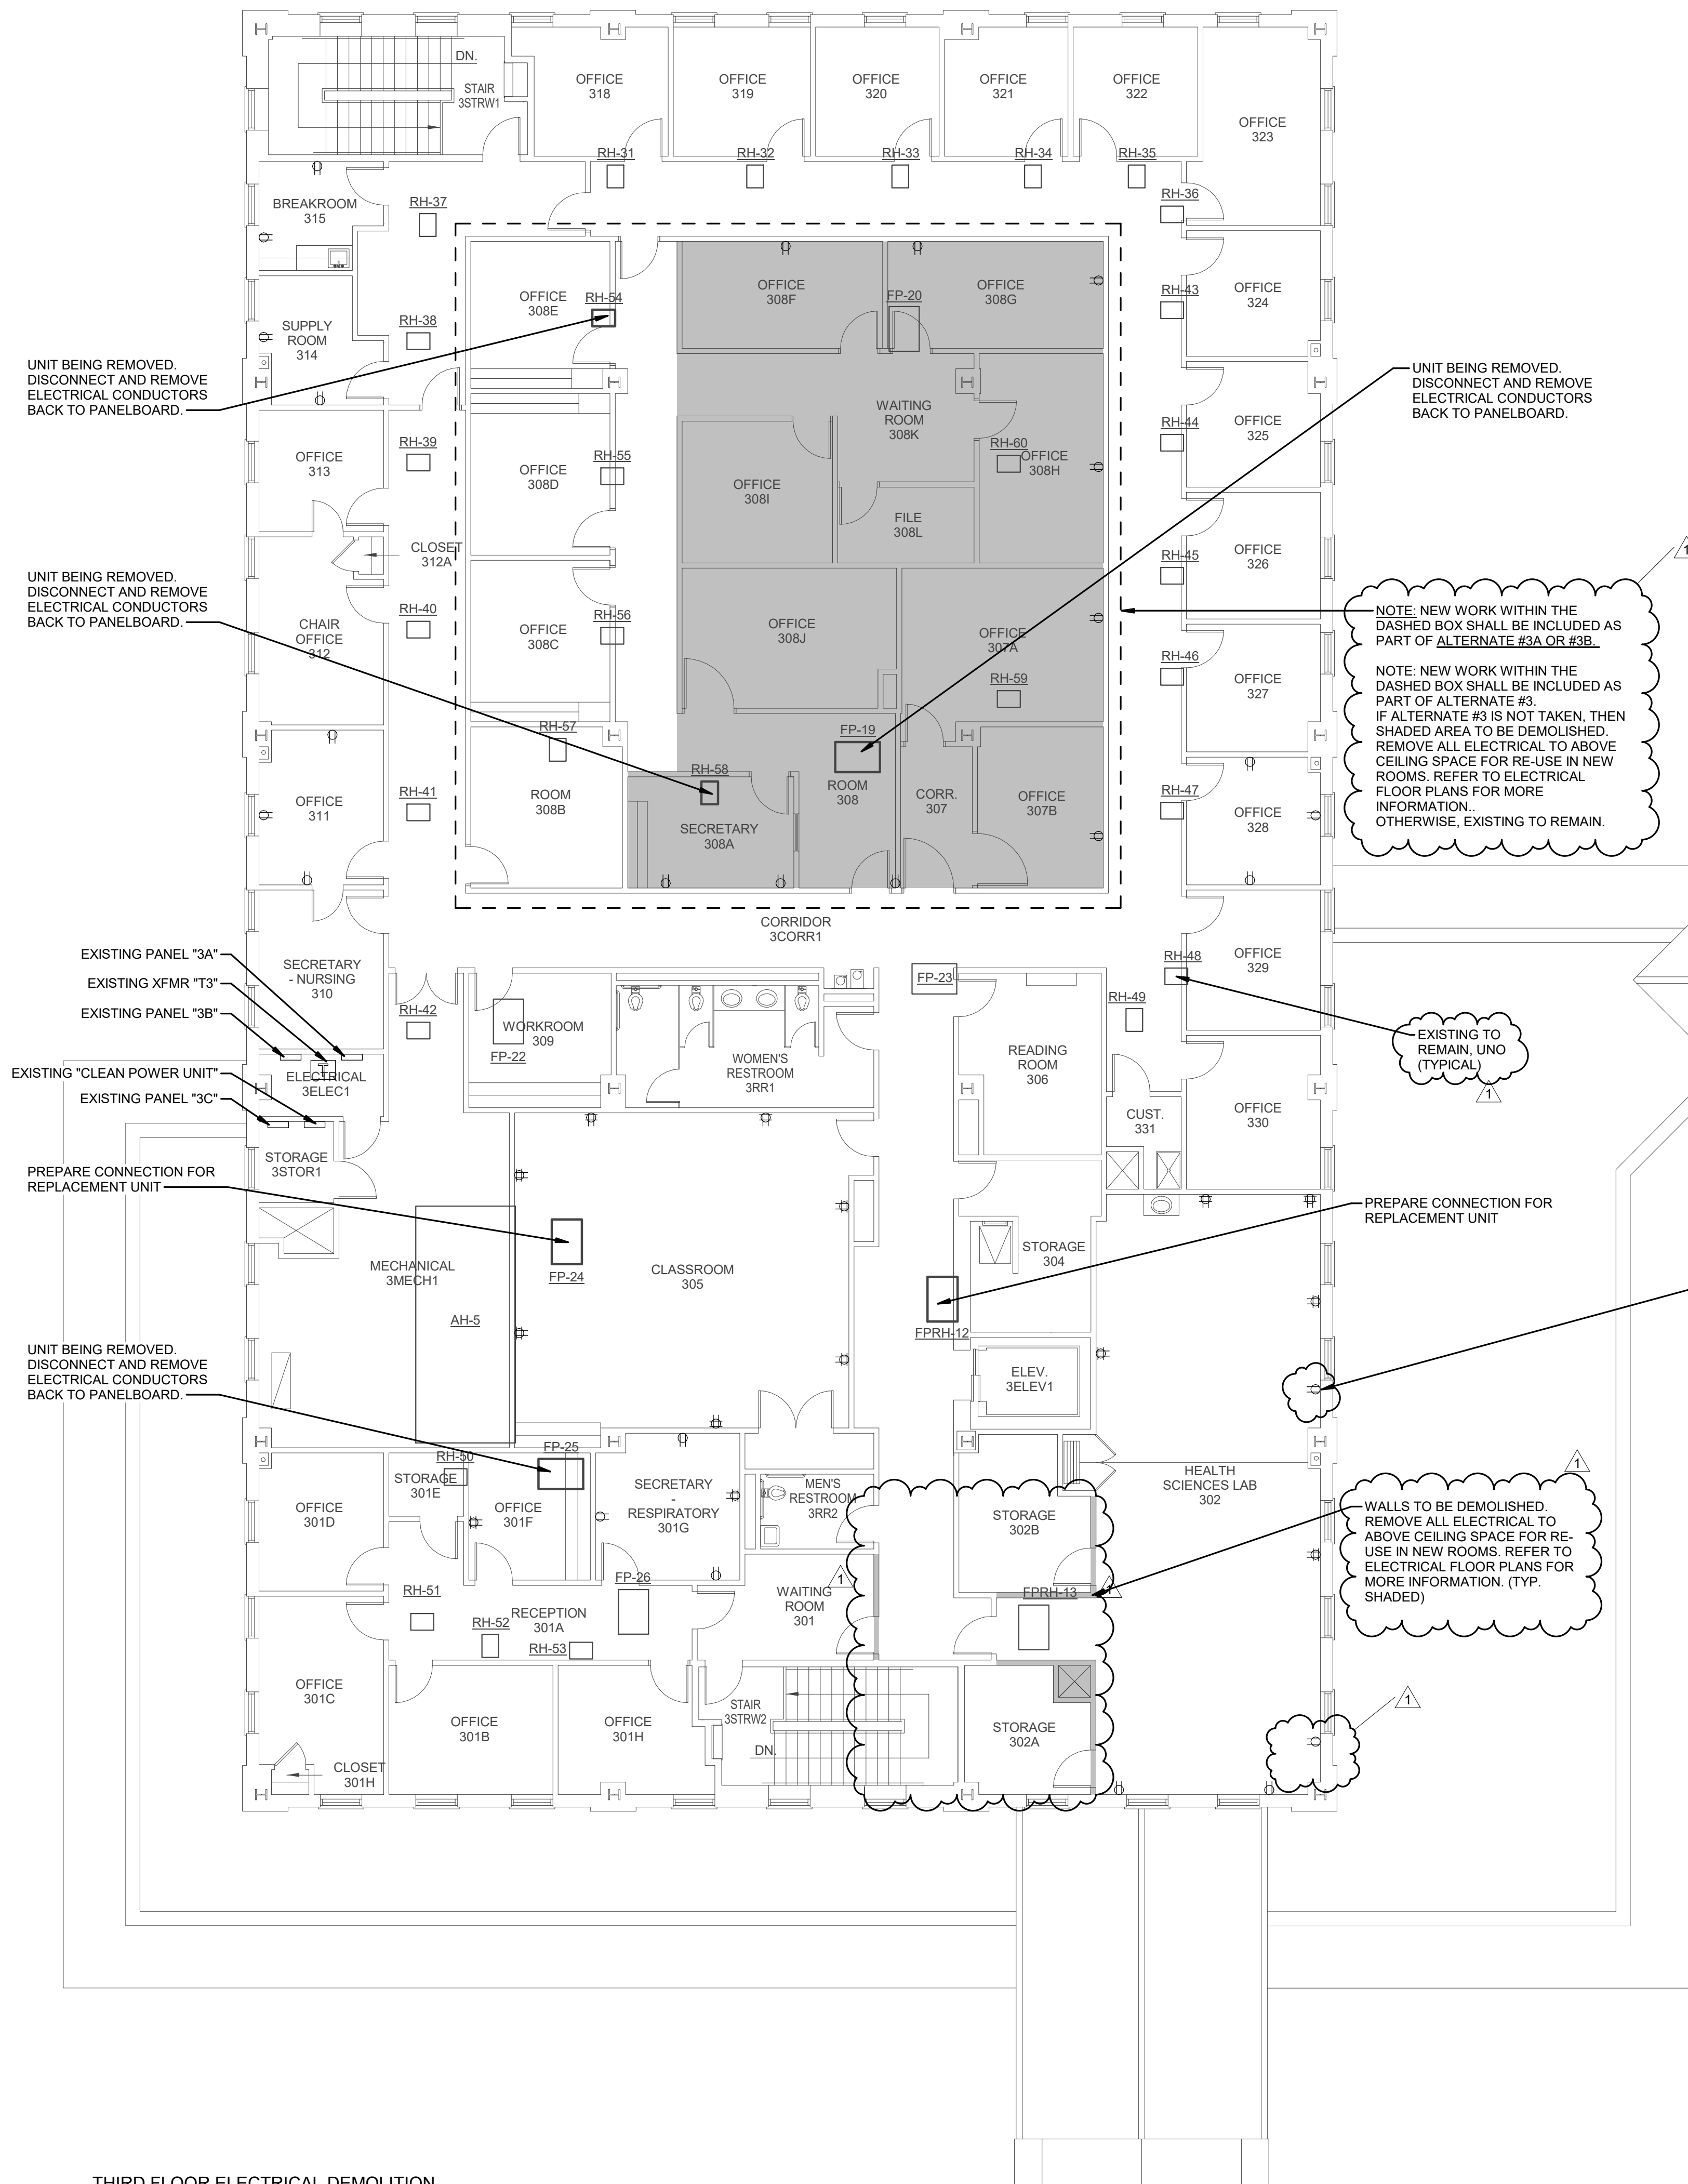 DN.
STAIR
3STRW1
OFFICE
318
OFFICE
319
OFFICE
320
OFFICE
321
OFFICE
322
OFFICE
323
RH-31
RH-32
RH-33
RH-34
RH-35
RH-36
BREAKROOM
315
RH-37
OFFICE
308E
RH-54
OFFICE
308F
OFFICE
308G
FP-20
RH-43
OFFICE
324
SUPPLY
ROOM
314
RH-38
UNIT BEING REMOVED.
DISCONNECT AND REMOVE
ELECTRICAL CONDUCTORS
BACK TO PANELBOARD.
UNIT BEING REMOVED.
DISCONNECT AND REMOVE
ELECTRICAL CONDUCTORS
BACK TO PANELBOARD.
WAITING
ROOM
308K
RH-44
OFFICE
325
OFFICE
313
RH-39
OFFICE
308D
RH-55
OFFICE
308I
RH-60
OFFICE
308H
FILE
308L
CLOSET
312A
RH-45
OFFICE
326
1
UNIT BEING REMOVED.
DISCONNECT AND REMOVE
ELECTRICAL CONDUCTORS
BACK TO PANELBOARD.
CHAIR
OFFICE
312
RH-40
OFFICE
308C
RH-56
OFFICE
308J
OFFICE
307A
RH-59
RH-46
OFFICE
327
NOTE: NEW WORK WITHIN THE
DASHED BOX SHALL BE INCLUDED AS
PART OF ALTERNATE #3A OR #3B.
NOTE: NEW WORK WITHIN THE
DASHED BOX SHALL BE INCLUDED AS
PART OF ALTERNATE #3.
IF ALTERNATE #3 IS NOT TAKEN, THEN
SHADED AREA TO BE DEMOLISHED.
REMOVE ALL ELECTRICAL TO ABOVE
CEILING SPACE FOR RE-USE IN NEW
ROOMS. REFER TO ELECTRICAL
FLOOR PLANS FOR MORE
INFORMATION..
OTHERWISE, EXISTING TO REMAIN.
RH-57
FP-19
RH-58
OFFICE
311
RH-41
ROOM
308B
SECRETARY
308A
ROOM
308
CORR.
307
OFFICE
307B
RH-47
OFFICE
328
CORRIDOR
3CORR1
EXISTING PANEL "3A"
EXISTING XFMR "T3"
EXISTING PANEL "3B"
EXISTING "CLEAN POWER UNIT"
EXISTING PANEL "3C"
SECRETARY
- NURSING
310
RH-42
WORKROOM
309
FP-22
WOMEN'S
RESTROOM
3RR1
FP-23
READING
ROOM
306
RH-49
RH-48
OFFICE
329
EXISTING TO
REMAIN, UNO
(TYPICAL)
1
T
ELECTRICAL
3ELEC1
CUST.
331
OFFICE
330
STORAGE
3STOR1
PREPARE CONNECTION FOR
REPLACEMENT UNIT
PREPARE CONNECTION FOR
REPLACEMENT UNIT
MECHANICAL
3MECH1
AH-5
FP-24
CLASSROOM
305
STORAGE
304
FPRH-12
ELEV.
3ELEV1
UNIT BEING REMOVED.
DISCONNECT AND REMOVE
ELECTRICAL CONDUCTORS
BACK TO PANELBOARD.
OFFICE
301D
RH-50
STORAGE
301E
FP-25
OFFICE
301F
SECRETARY
-
RESPIRATORY
301G
MEN'S
RESTROOM
3RR2
STORAGE
302B
HEALTH
SCIENCES LAB
302
1
WALLS TO BE DEMOLISHED.
REMOVE ALL ELECTRICAL TO
ABOVE CEILING SPACE FOR RE-
USE IN NEW ROOMS. REFER TO
ELECTRICAL FLOOR PLANS FOR
MORE INFORMATION. (TYP.
SHADED)
RH-51
RH-52
RECEPTION
301A
RH-53
FP-26
WAITING
ROOM
301
1
FPRH-13
1
OFFICE
301C
OFFICE
301B
OFFICE
301H
STAIR
3STRW2
DN.
STORAGE
302A
1
CLOSET
301H
THIRD FLOOR ELECTRICAL DEMOLITION